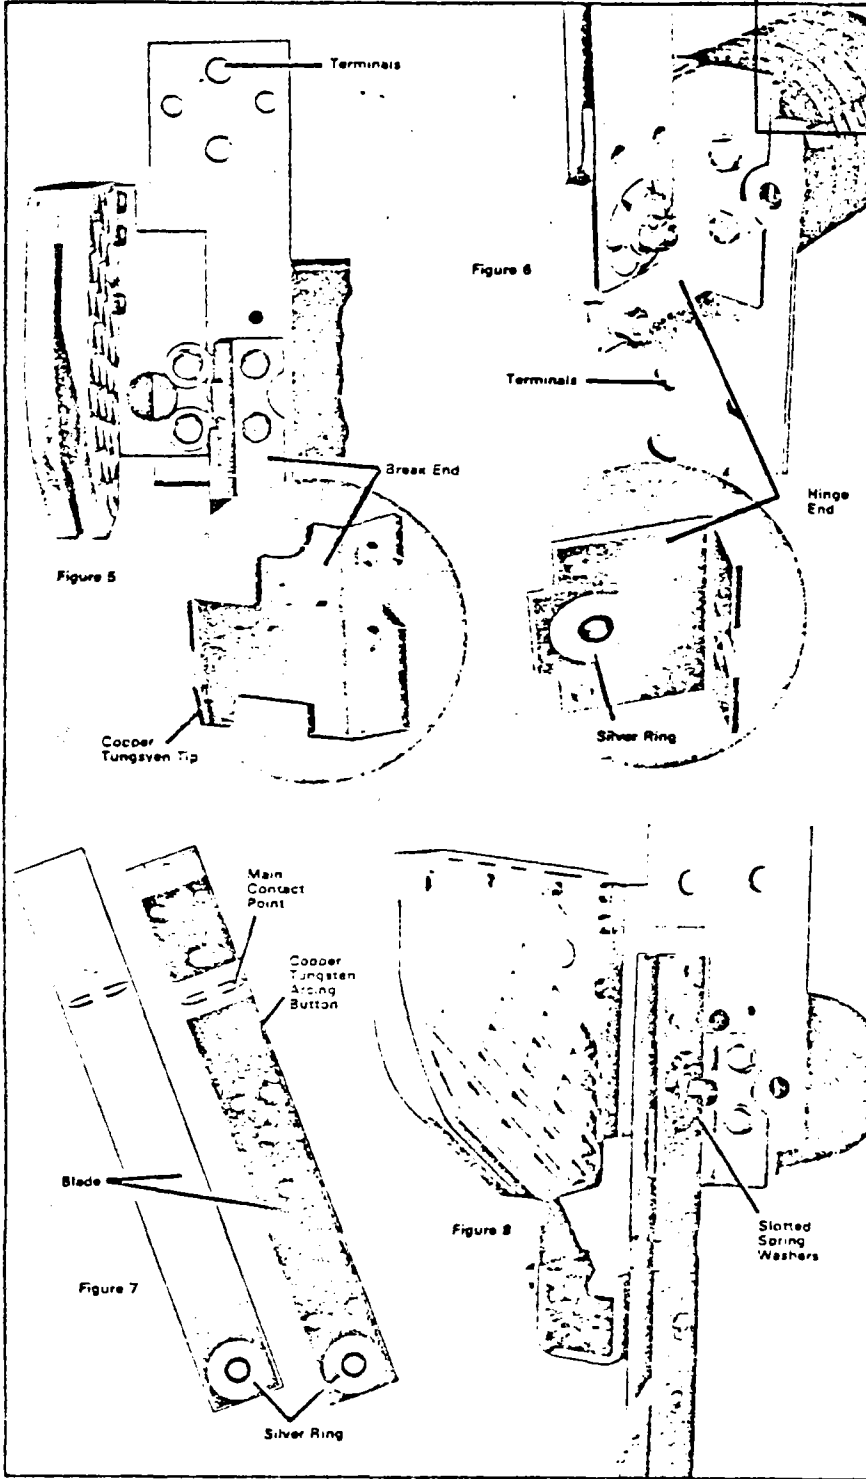 Terminals
Figure 6
Terminals
Break End
Hinge
End
Figure 5
Silver Ring
Copper
Tungsven Tip
Main
Contact
Point
Copper
Tungsten
Arcing
Button
Blade
Figure 8
Slotted
Spring
Washers
Figure 7
Silver Ring